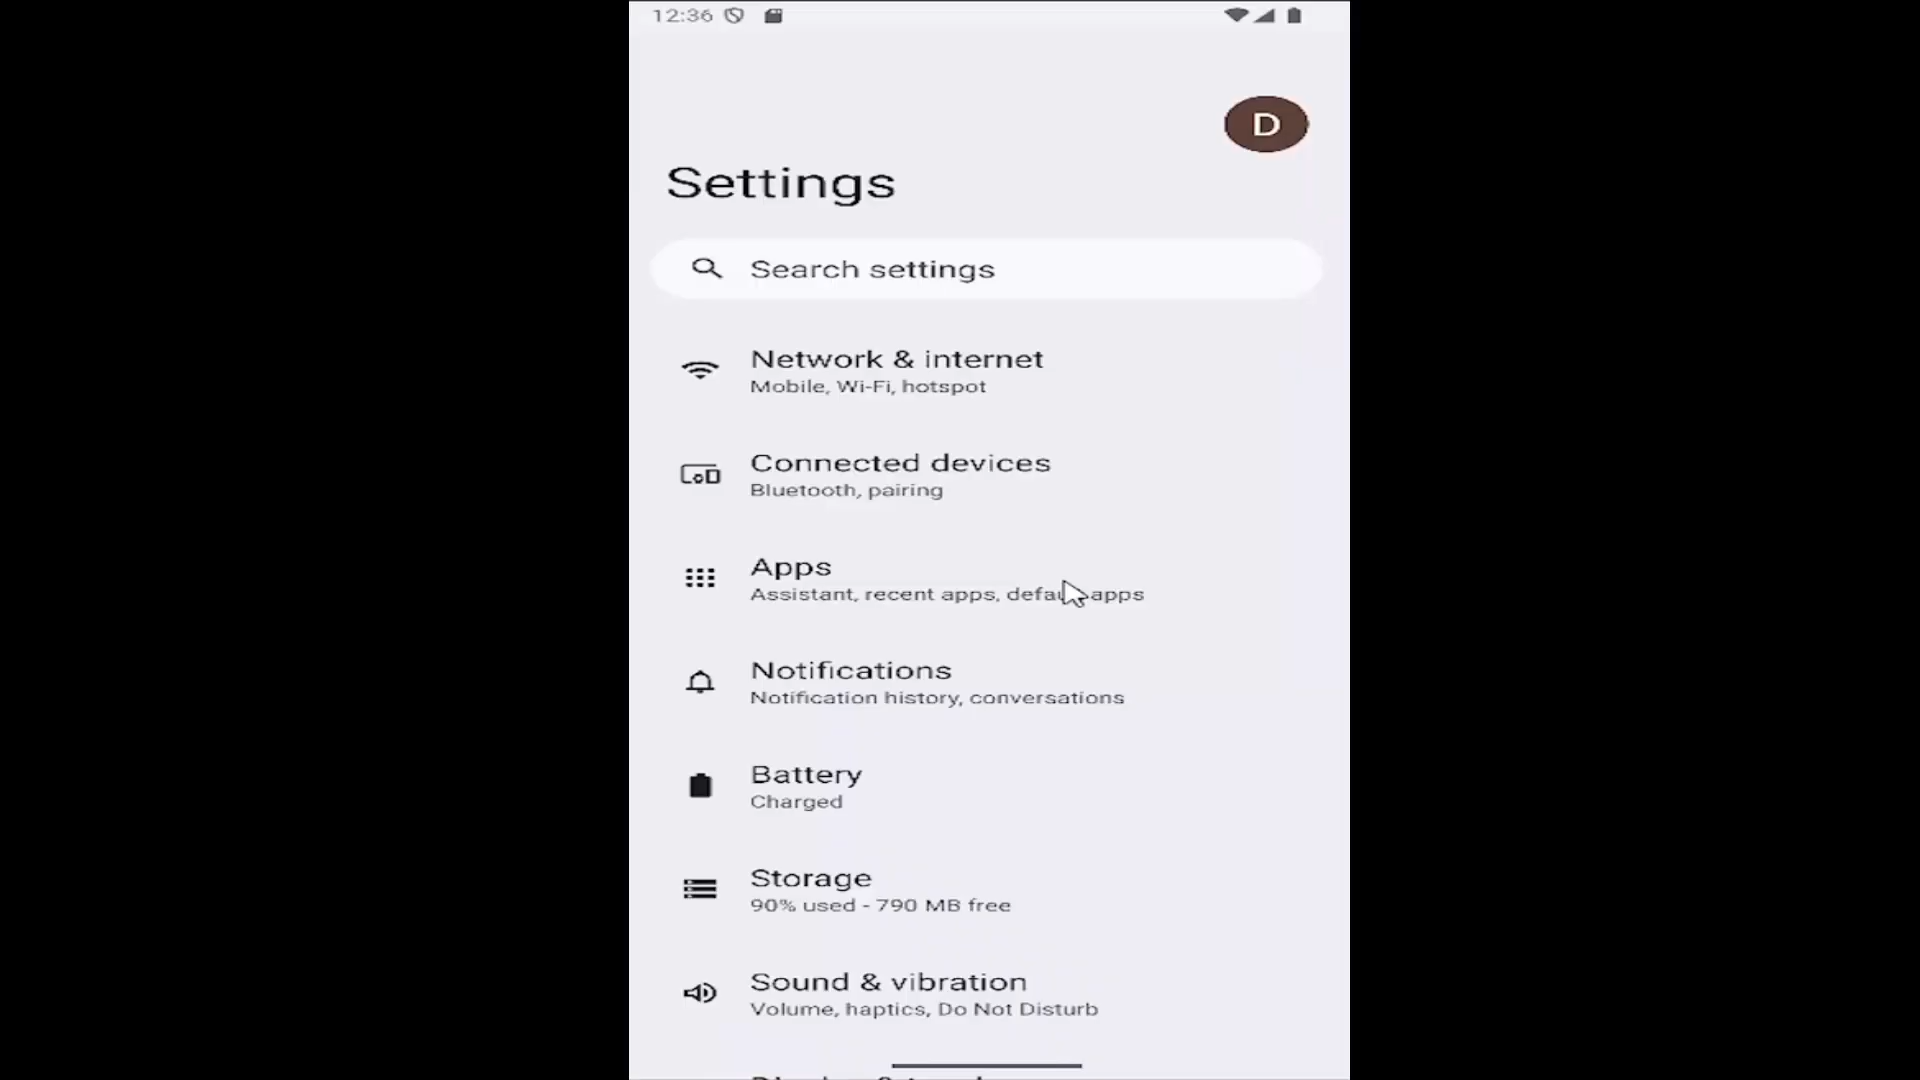 12:36
D
Settings
Search settings
Network & internet
Mobile, Wi-Fi, hotspot
Connected devices
Bluetooth, pairing
Apps
Assistant, recent apps, default apps
Notifications
Notification history, conversations
Battery
Charged
Storage
90% used - 790 MB free
Sound & vibration
Volume, haptics, Do Not Disturb